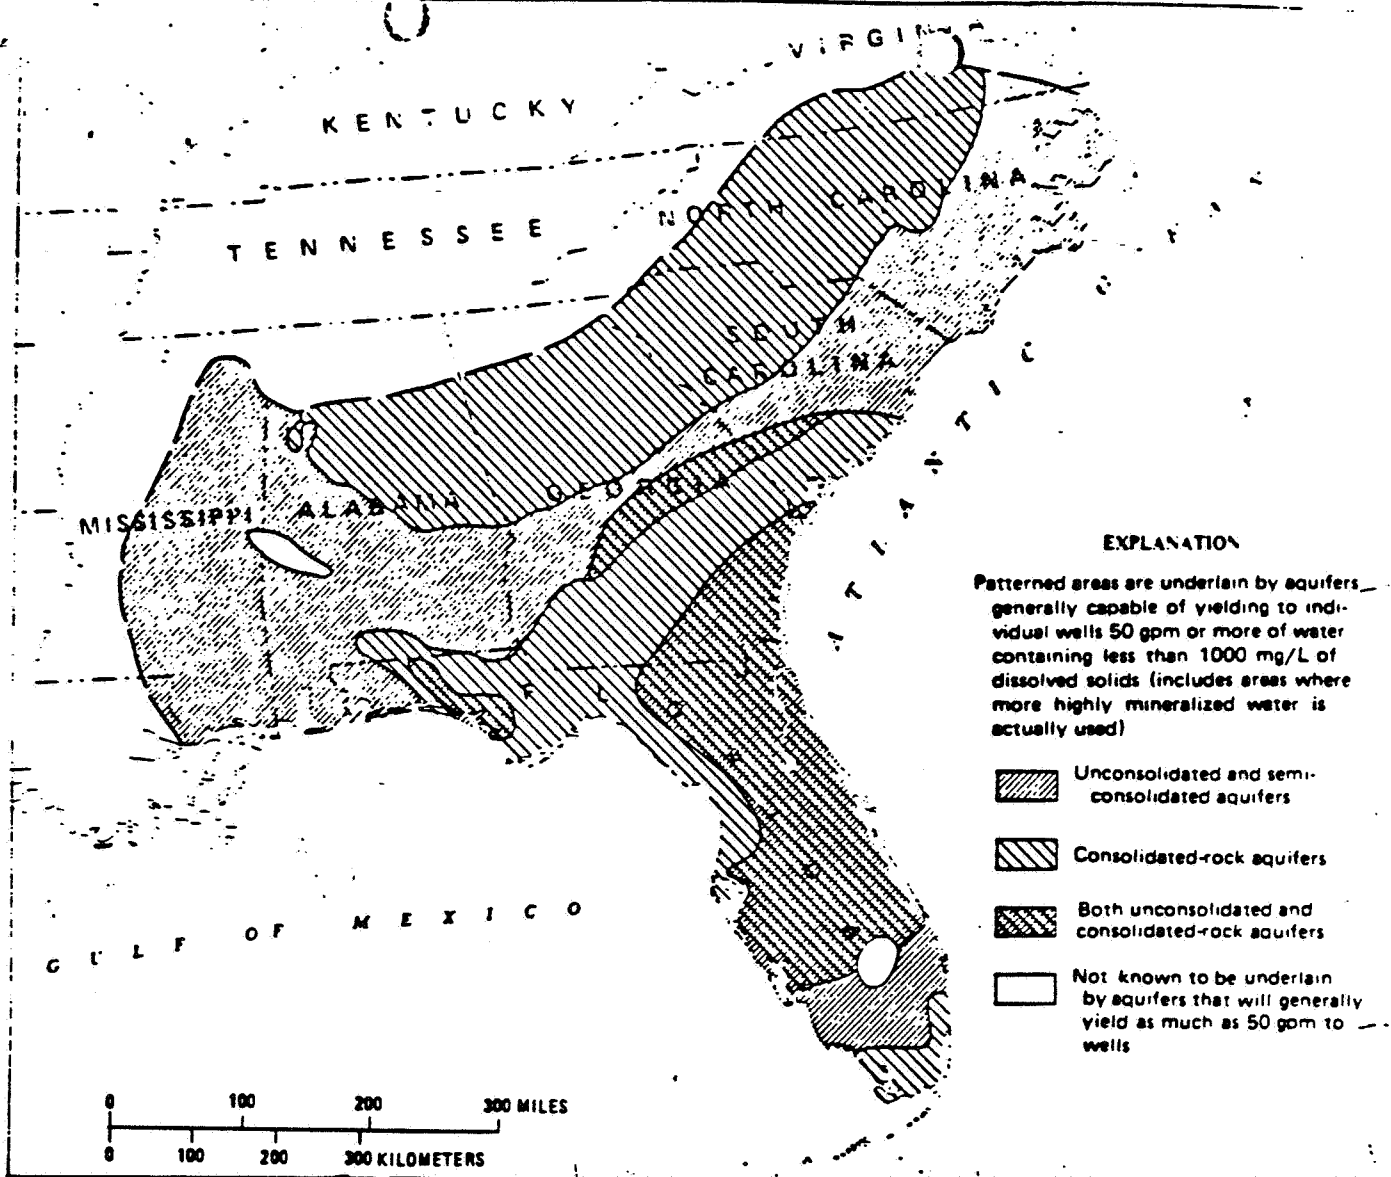 VIRGINIA
KENTUCKY
TENNESSEE
NORTH CAROLINA
SOUTH
CAROLINA
MISSISSIPPI ALABAMA GEORGIA
ATLANTIC
GULF OF MEXICO
EXPLANATION
Patterned areas are underlain by aquifers
generally capable of yielding to indi-
vidual wells 50 gpm or more of water
containing less than 1000 mg/L of
dissolved solids (includes areas where
more highly mineralized water is
actually used)
Unconsolidated and semi-
consolidated aquifers
Consolidated-rock aquifers
Both unconsolidated and
consolidated-rock aquifers
Not known to be underlain
by aquifers that will generally
yield as much as 50 gpm to
wells
0 100 200 300 MILES
0 100 200 300 KILOMETERS